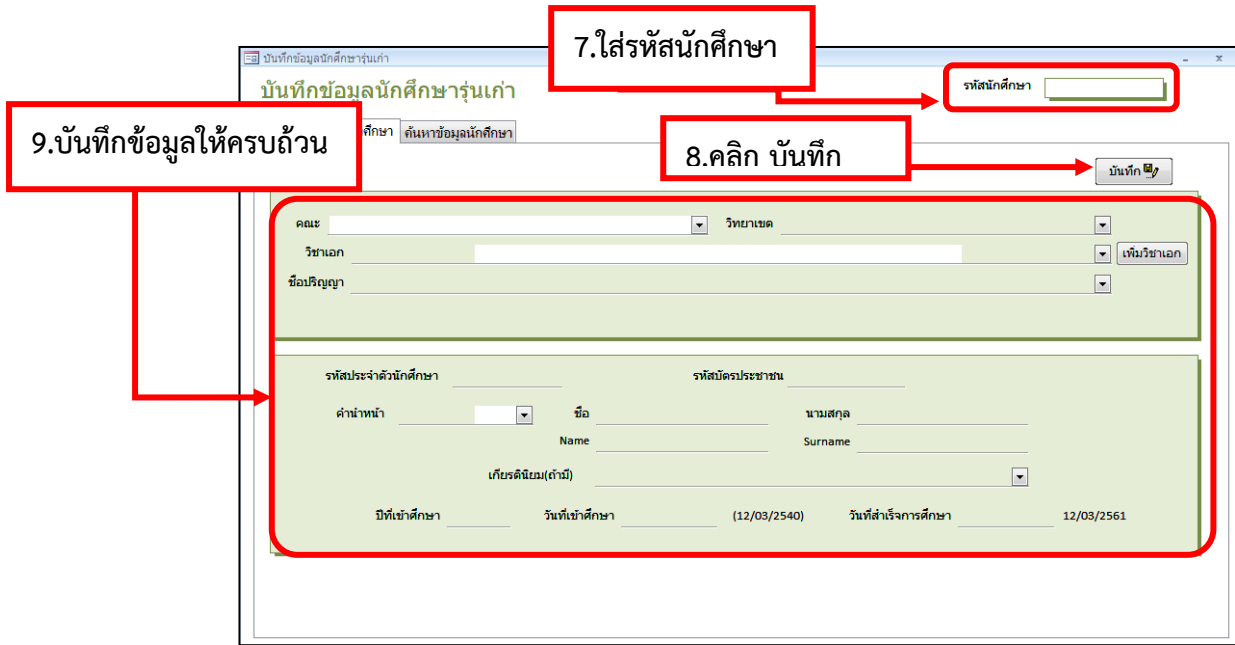 7.ใส่รหัสนักศึกษา
บันทึกข้อมูลนักศึกษารุ่นเก่า
บันทึกข้อมูลนักศึกษารุ่นเก่า
รหัสนักศึกษา
9.บันทึกข้อมูลให้ครบถ้วน
ค้นหาข้อมูลนักศึกษา
8.คลิก บันทึก
บันทึก
คณะ วิทยาเขต
วิชาเอก เพิ่มวิชาเอก
ชื่อปริญญา
รหัสประจำตัวนักศึกษา รหัสบัตรประชาชน
คำนำหน้า ชื่อ นามสกุล
Name Surname
เกียรตินิยม(ถ้ามี)
ปีที่เข้าศึกษา วันที่เข้าศึกษา (12/03/2540) วันที่สำเร็จการศึกษา 12/03/2561